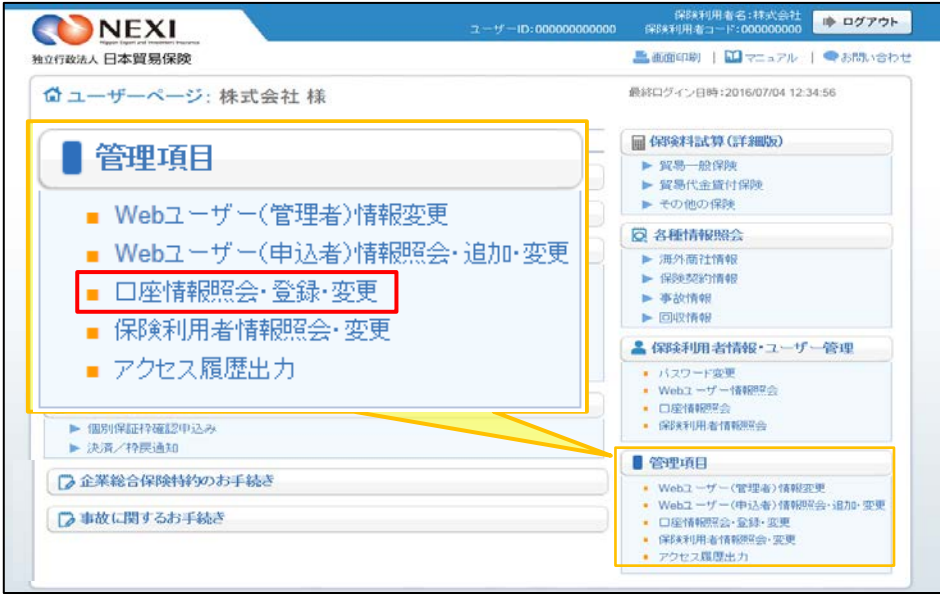 NEXI
Nippon Export and Investment Insurance
独立行政法人 日本貿易保険
ユーザーID:000000000000
保険利用者名:株式会社
保険利用者コード:000000000
ログアウト
画面印刷 | マニュアル | お問い合わせ
ユーザーページ: 株式会社 様
最終ログイン日時:2016/07/04 12:34:56
管理項目
Webユーザー(管理者)情報変更
Webユーザー(申込者)情報照会・追加・変更
口座情報照会・登録・変更
保険利用者情報照会・変更
アクセス履歴出力
個別保証枠確認申込み
決済/枠戻通知
企業総合保険特約のお手続き
事故に関するお手続き
保険料試算(詳細版)
貿易一般保険
貿易代金貸付保険
その他の保険
各種情報照会
海外商社情報
保険契約情報
事故情報
回収情報
保険利用者情報・ユーザー管理
パスワード変更
Webユーザー情報照会
口座情報照会
保険利用者情報照会
管理項目
Webユーザー(管理者)情報変更
Webユーザー(申込者)情報照会・追加・変更
口座情報照会・登録・変更
保険利用者情報照会・変更
アクセス履歴出力